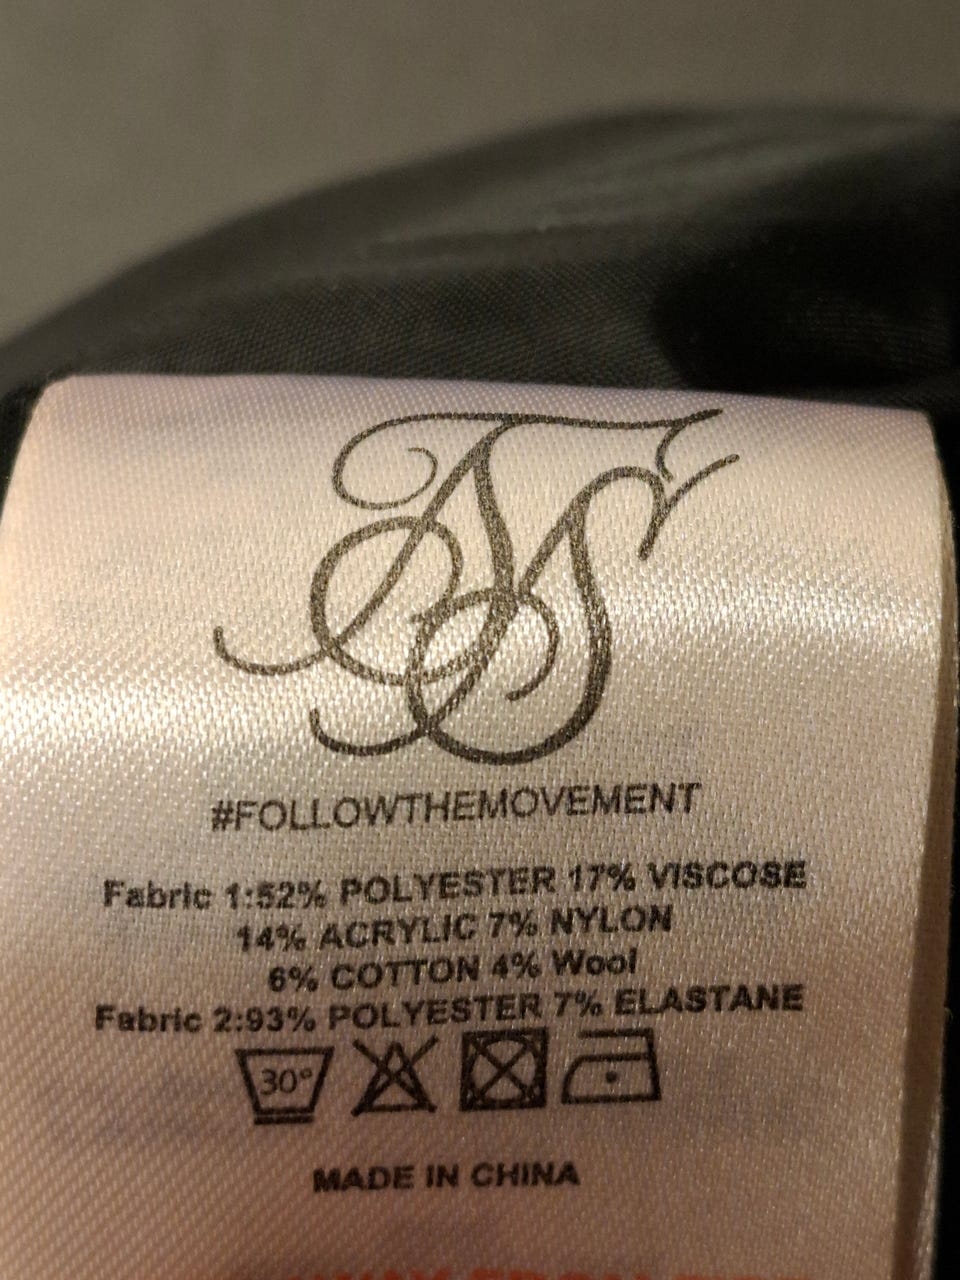 #FOLLOWTHEMOVEMENT
Fabric 1:52% POLYESTER 17% VISCOSE
14% ACRYLIC 7% NYLON
6% COTTON 4% Wool
Fabric 2:93% POLYESTER 7% ELASTANE
30°
MADE IN CHINA